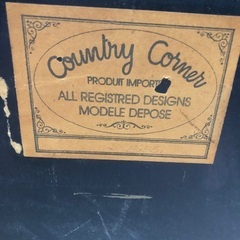 Country Corner
PRODUIT IMPORT
ALL REGISTRED DESIGNS
MODELE DEPOSE